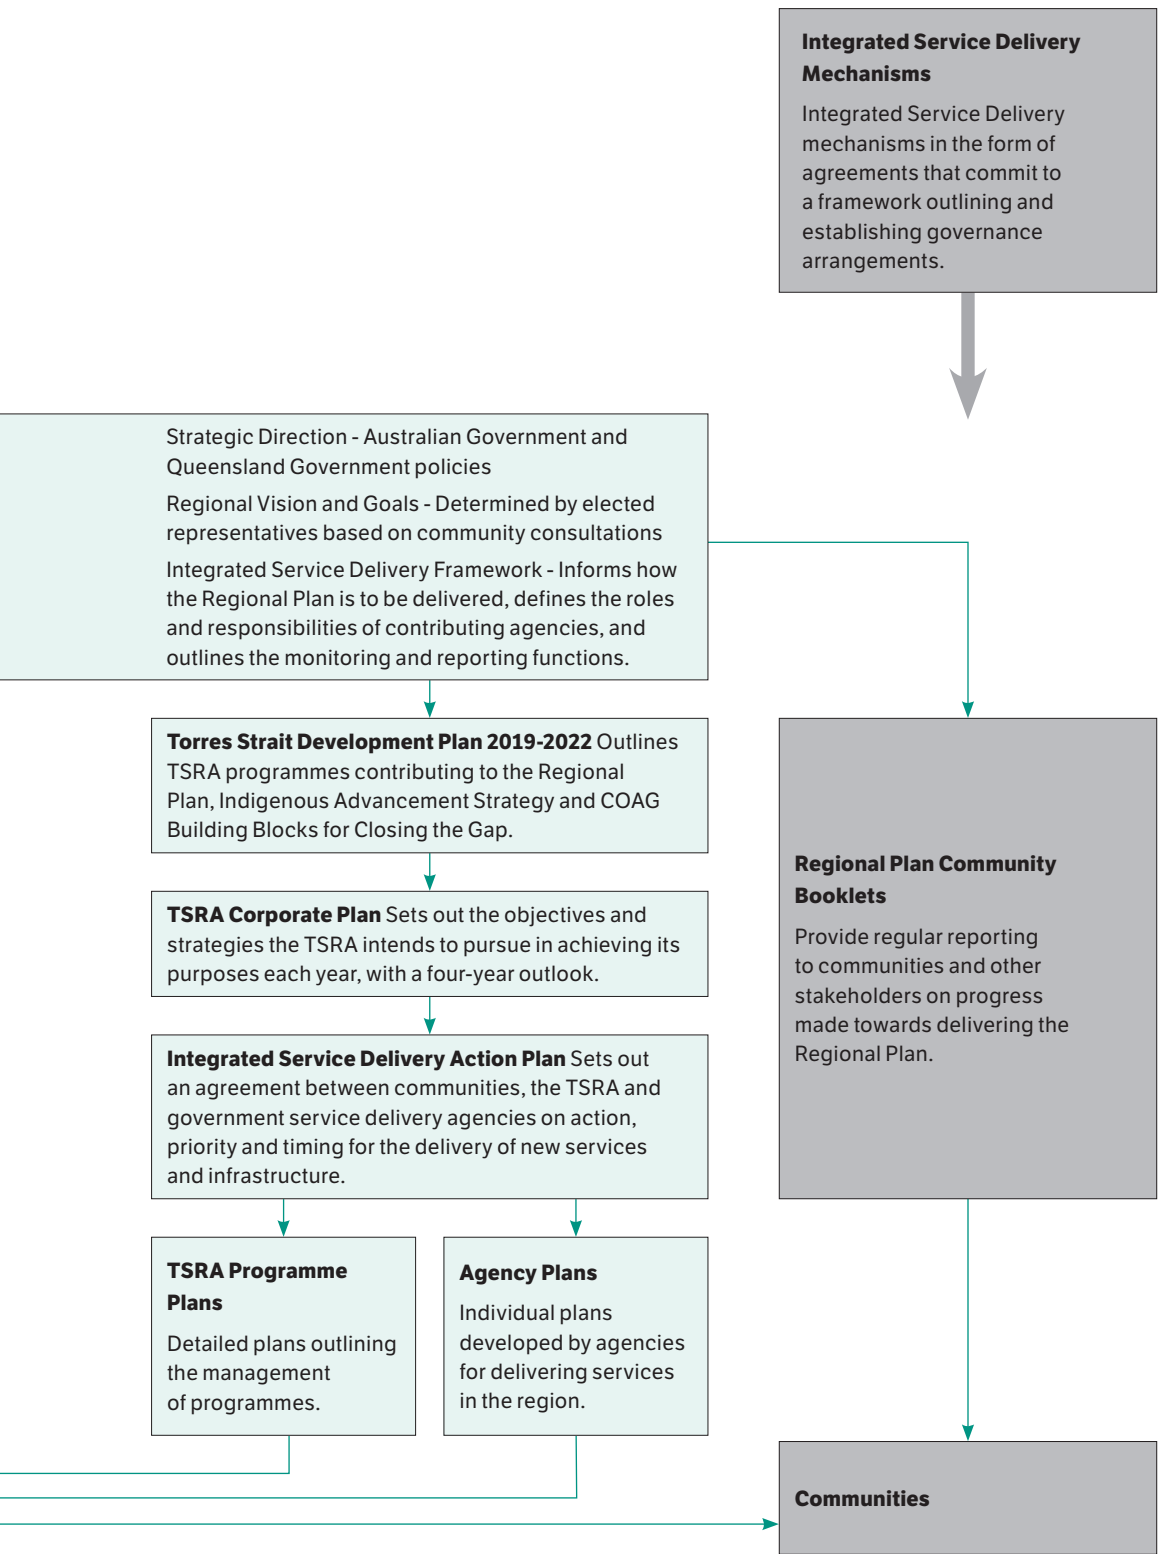 Integrated Service Delivery
Mechanisms
Integrated Service Delivery
mechanisms in the form of
agreements that commit to
a framework outlining and
establishing governance
arrangements.
Strategic Direction - Australian Government and
Queensland Government policies
Regional Vision and Goals - Determined by elected
representatives based on community consultations
Integrated Service Delivery Framework - Informs how
the Regional Plan is to be delivered, defines the roles
and responsibilities of contributing agencies, and
outlines the monitoring and reporting functions.
Torres Strait Development Plan 2019-2022 Outlines
TSRA programmes contributing to the Regional
Plan, Indigenous Advancement Strategy and COAG
Building Blocks for Closing the Gap.
TSRA Corporate Plan Sets out the objectives and
strategies the TSRA intends to pursue in achieving its
purposes each year, with a four-year outlook.
Integrated Service Delivery Action Plan Sets out
an agreement between communities, the TSRA and
government service delivery agencies on action,
priority and timing for the delivery of new services
and infrastructure.
Regional Plan Community
Booklets
Provide regular reporting
to communities and other
stakeholders on progress
made towards delivering the
Regional Plan.
TSRA Programme
Plans
Detailed plans outlining
the management
of programmes.
Agency Plans
Individual plans
developed by agencies
for delivering services
in the region.
Communities